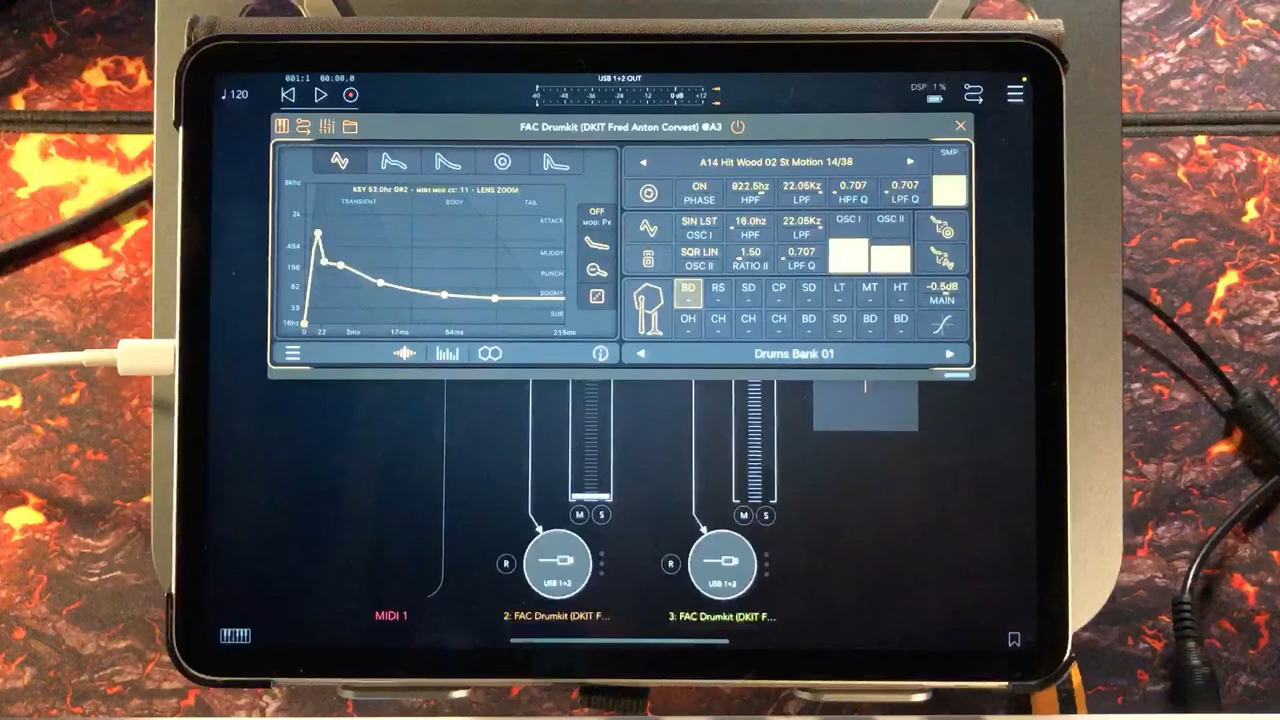 001:1 00:00.0
USB 1+2 OUT
♩120
-60 -48 -36 -24 -12 0 dB +12
DSP 1 %
FAC Drumkit (DKIT Fred Anton Corvest) @A3
A14 Hit Wood 02 St Motion 14/38
SMP
8khz
KEY 52.0hz G#2 - MIDI Mod cc: 11 - LENS ZOOM
TRANSIENT BODY TAIL
2k
ATTACK
494
MUDDY
198
PUNCH
62
BOOMY
33
SUB
16hz
0 22 3ms 17ms 54ms 215ms
OFF
MOD: Px
ON 922.5hz 22.05Kz 0.707 0.707
PHASE HPF LPF HPF Q LPF Q
SIN LST 16.0hz 22.05Kz OSC I OSC II
OSC I HPF LPF
SQR LIN 1.50 0.707
OSC II RATIO II LPF Q
BD RS SD CP SD LT MT HT -0.5dB
- - - - - - - - MAIN
OH CH CH CH BD SD BD BD
- - - - - - - -
Drums Bank 01
M S M S
R R
USB 1+2 USB 1+2
MIDI 1 2: FAC Drumkit (DKIT F... 3: FAC Drumkit (DKIT F...